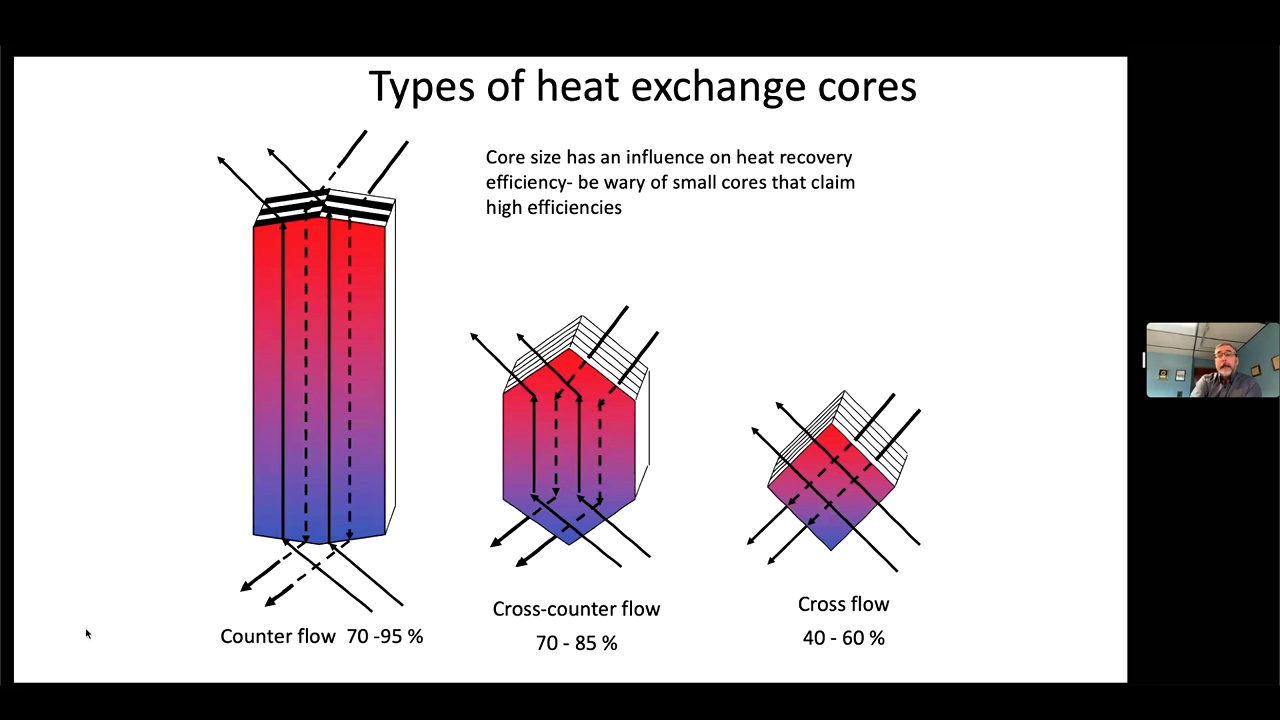 Types of heat exchange cores
Core size has an influence on heat recovery
efficiency- be wary of small cores that claim
high efficiencies
Counter flow 70 -95 %
Cross-counter flow
70 - 85 %
Cross flow
40 - 60 %